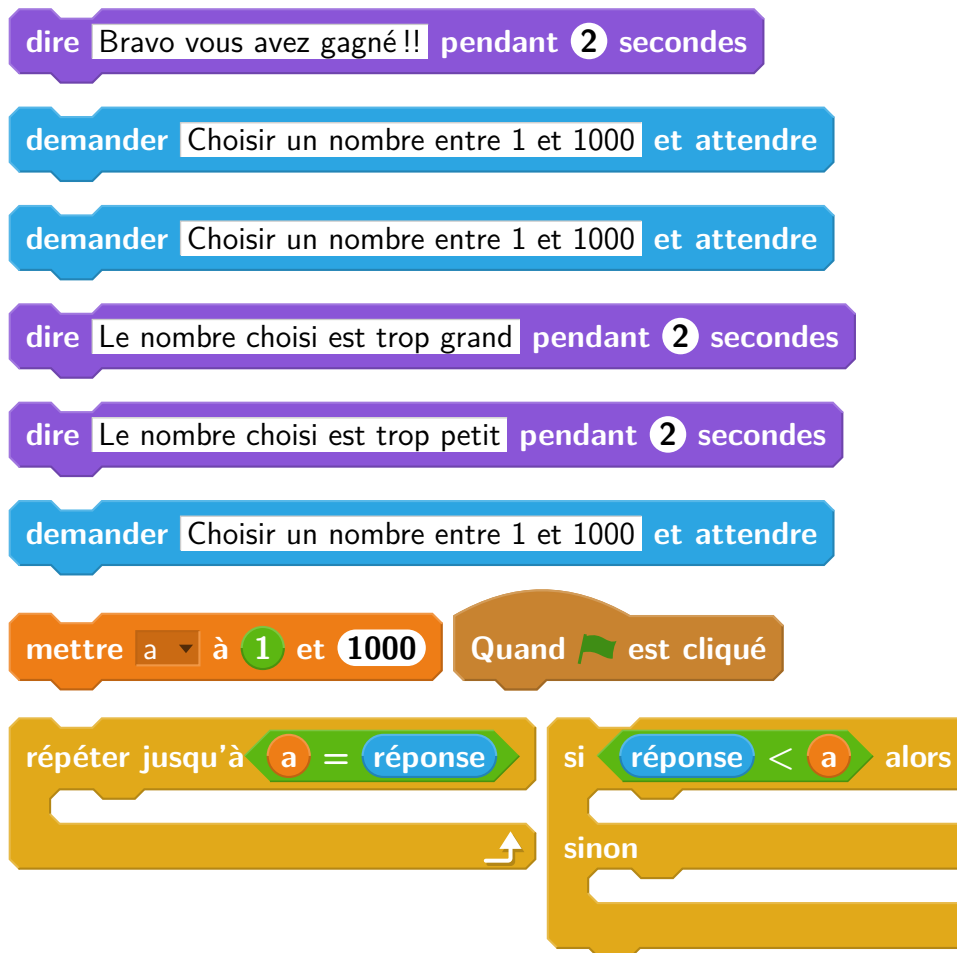 dire Bravo vous avez gagné !! pendant 2 secondes
demander Choisir un nombre entre 1 et 1000 et attendre
demander Choisir un nombre entre 1 et 1000 et attendre
dire Le nombre choisi est trop grand pendant 2 secondes
dire Le nombre choisi est trop petit pendant 2 secondes
demander Choisir un nombre entre 1 et 1000 et attendre
mettre a à 1 et 1000
Quand est cliqué
répéter jusqu'à a = réponse
si réponse < a alors
sinon